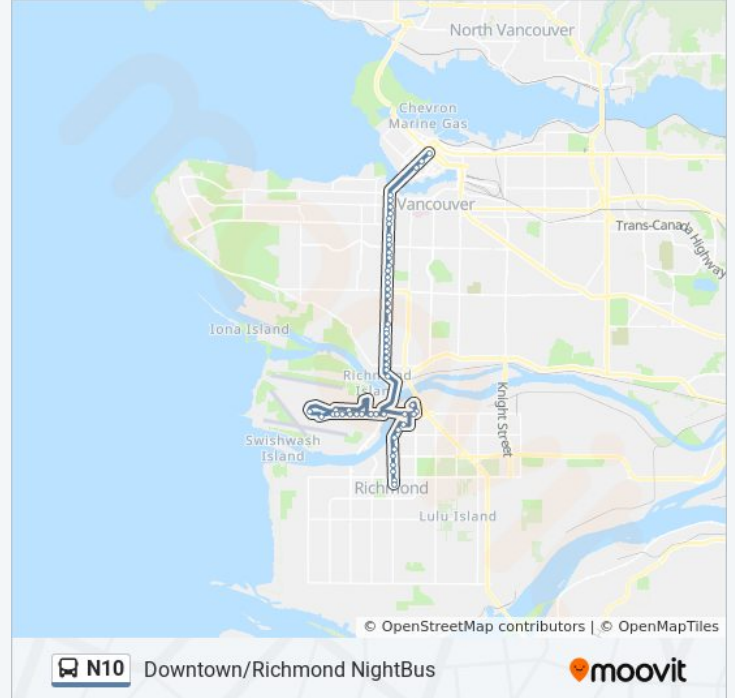 North Vancouver
Chevron
Marine Gas
Vancouver
Trans-Canada Highway
Iona Island
Richmond
Island
Knight Street
Swishwash
Island
Richmond
Lulu Island
© OpenStreetMap contributors | © OpenMapTiles
N10 Downtown/Richmond NightBus
moovit